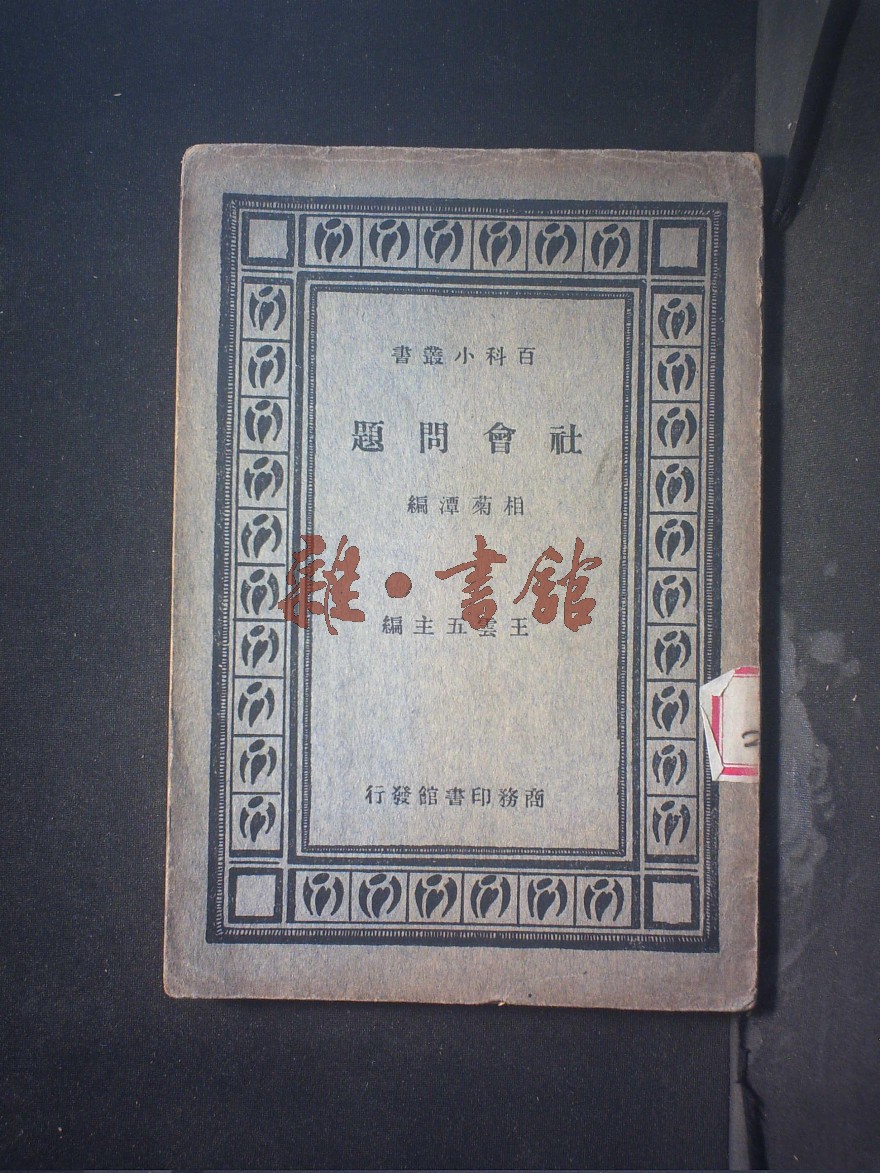 百科小叢書
社會問題
相菊潭編
雜·書館
王雲五主編
商務印書館發行